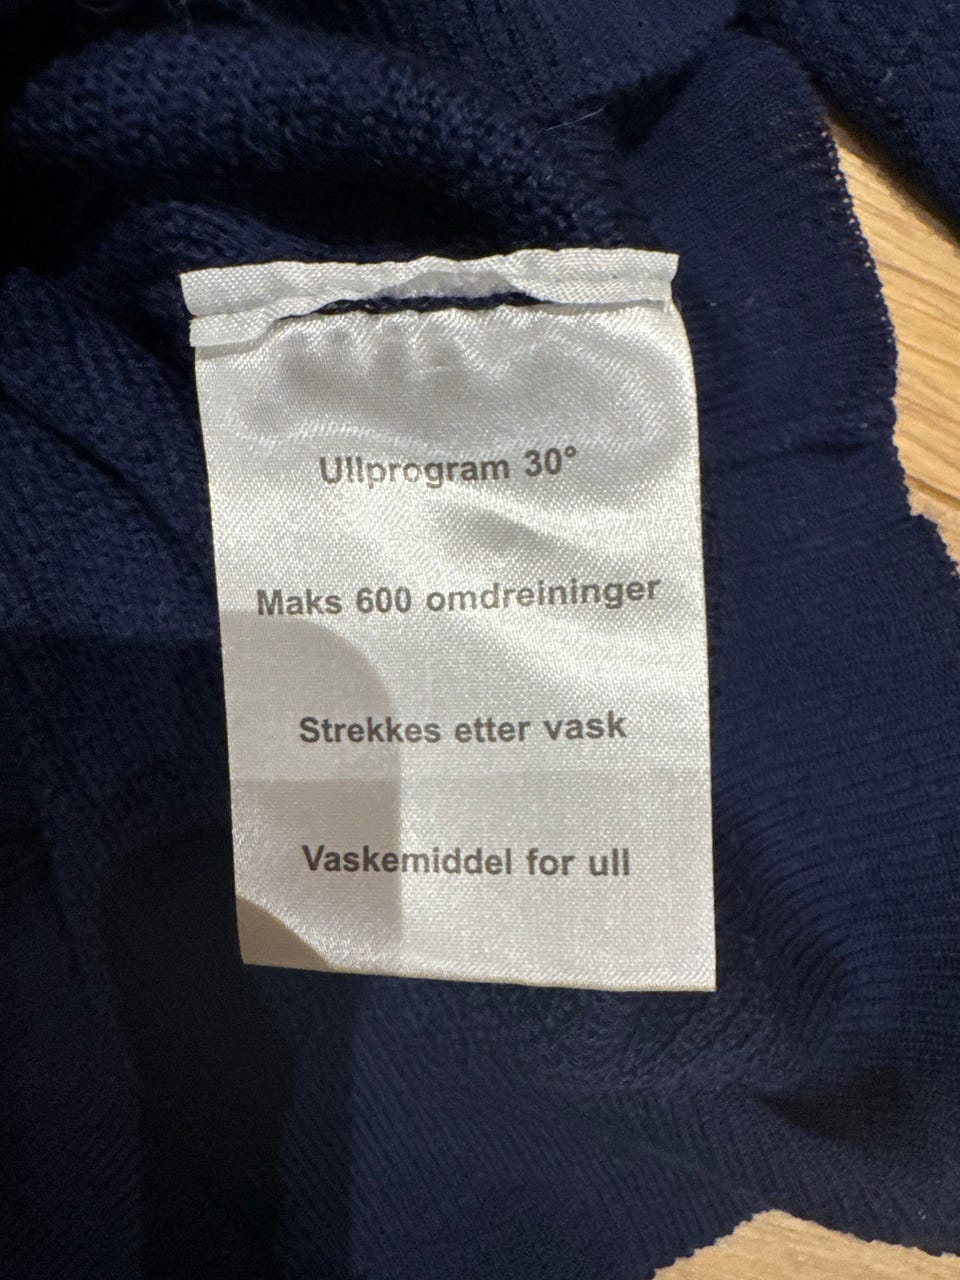 Ullprogram 30°
Maks 600 omdreininger
Strekkes etter vask
Vaskemiddel for ull